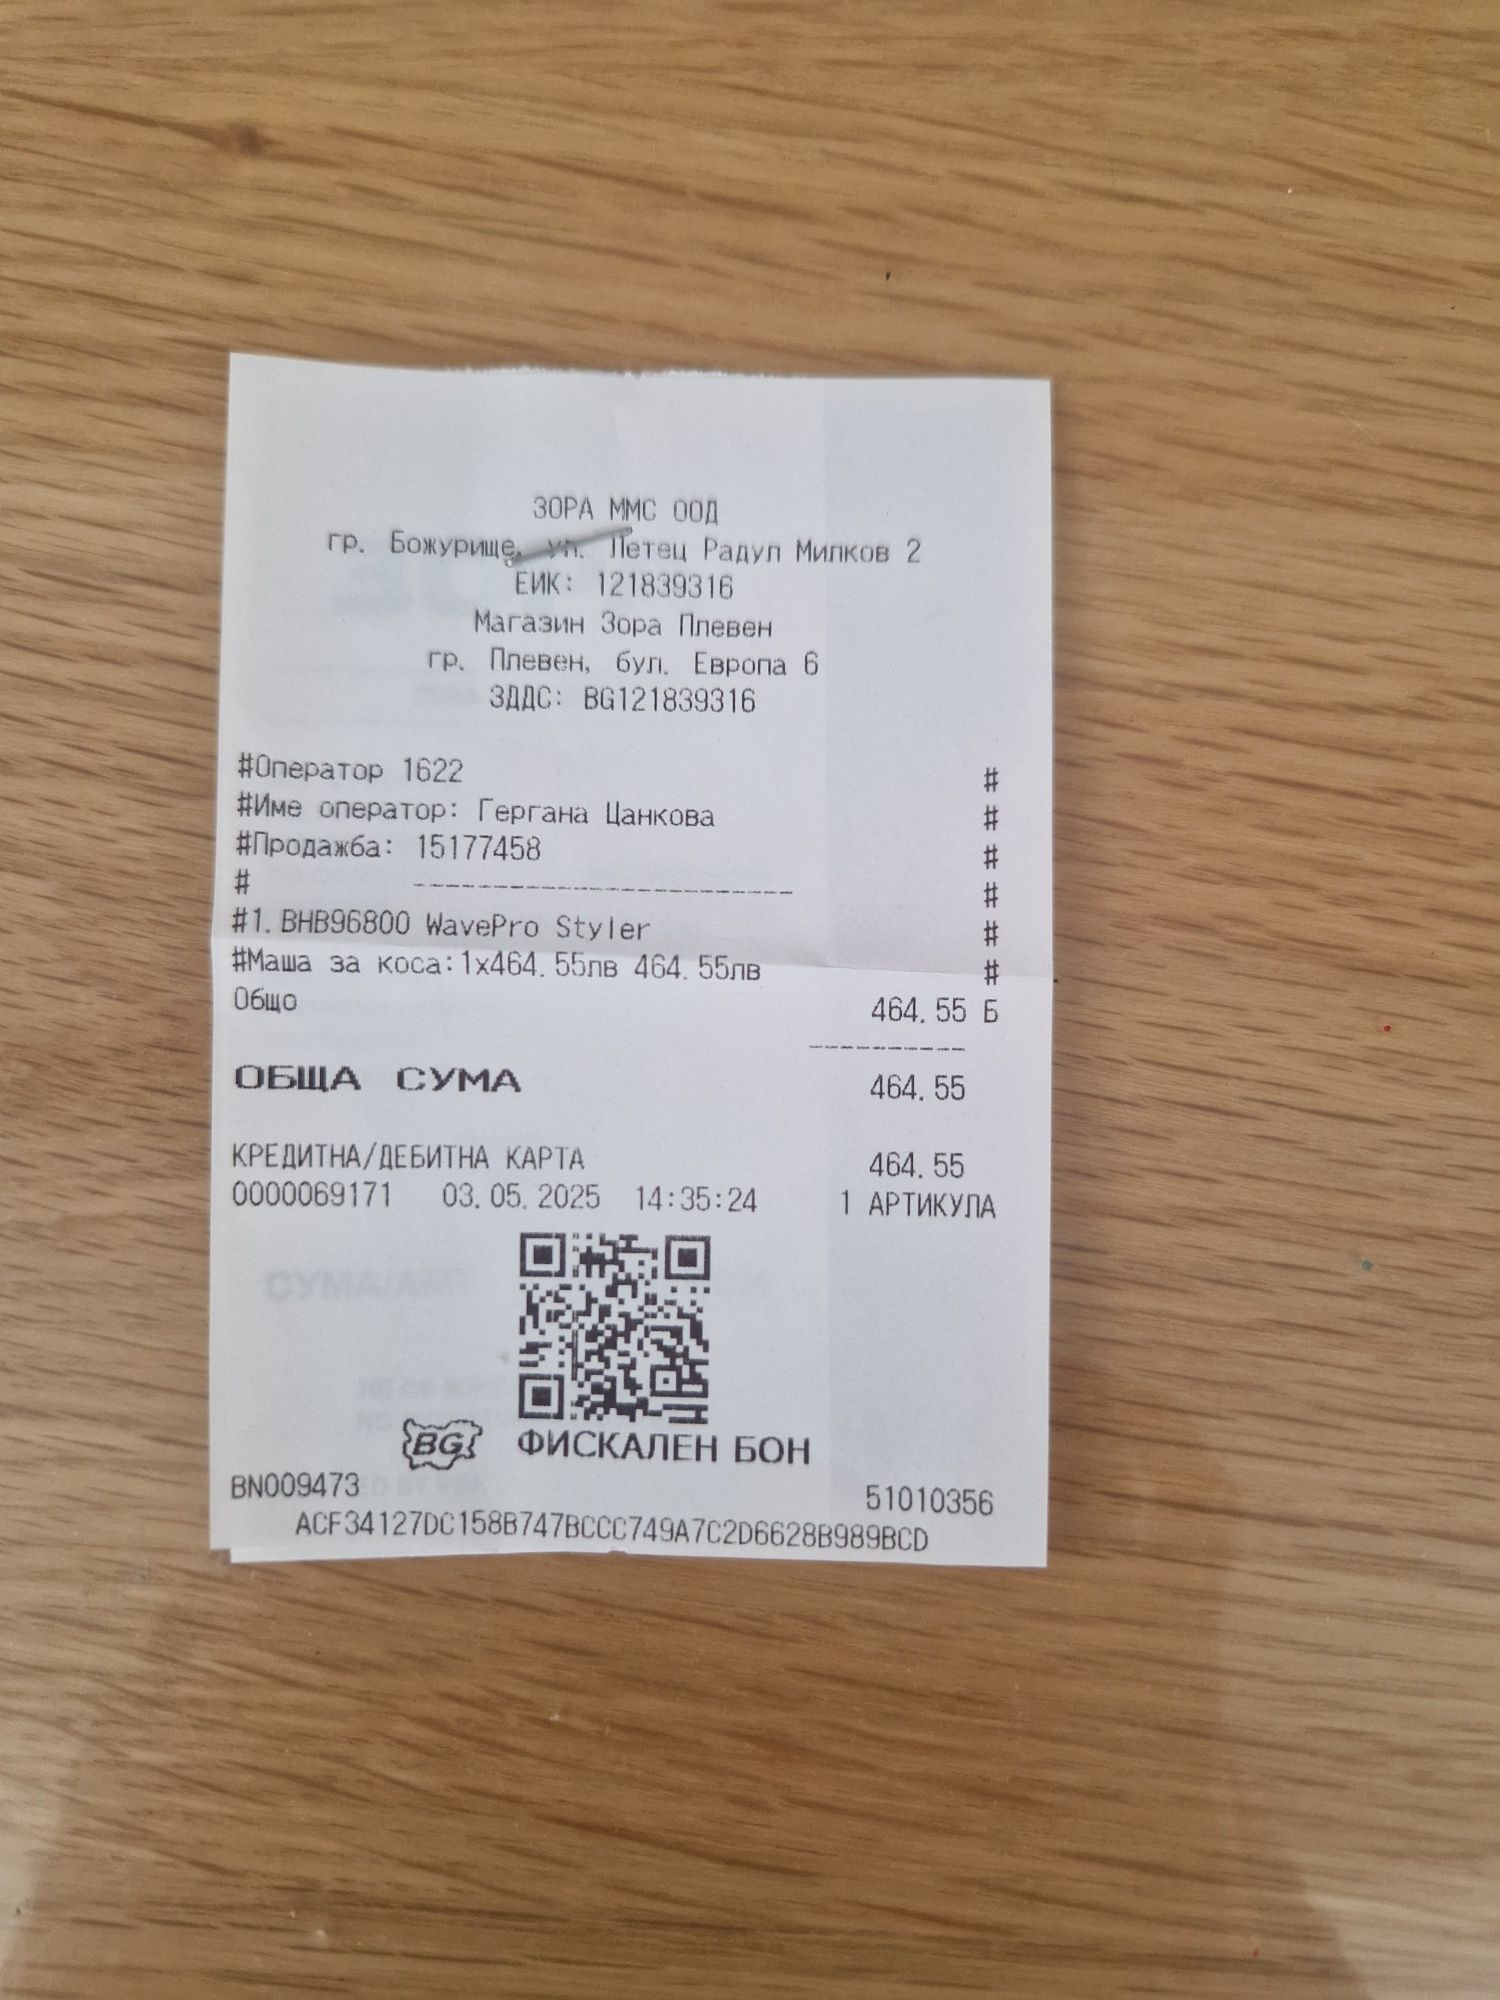 ЗОРА ММС ООД
гр. Божурище, ул. Летец Радул Милков 2
ЕИК: 121839316
Магазин Зора Плевен
гр. Плевен, бул. Европа 6
ЗДДС: BG121839316
#Оператор 1622 #
#Име оператор: Гергана Цанкова #
#Продажба: 15177458 #
# ------------------------ #
#1. BHB96800 WavePro Styler #
#Маша за коса:1x464.55лв 464.55лв #
Общо 464.55 Б
----------
ОБЩА СУМА 464.55
КРЕДИТНА/ДЕБИТНА КАРТА 464.55
0000069171 03.05.2025 14:35:24 1 АРТИКУЛА
BG ФИСКАЛЕН БОН
BN009473 51010356
ACF34127DC158B747BCCC749A7C2D6628B989BCD